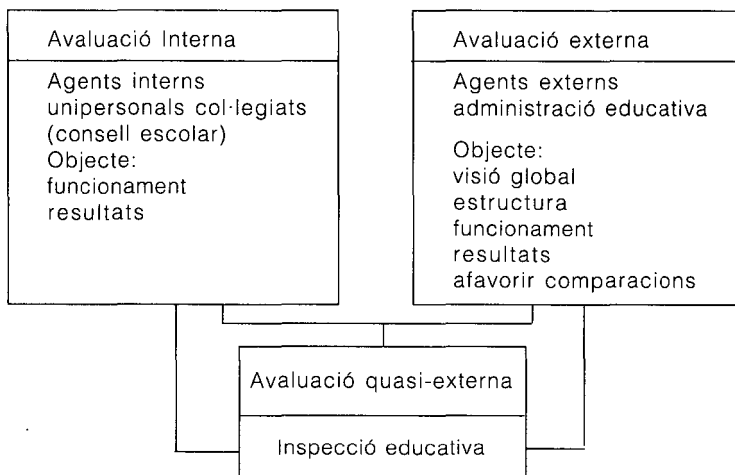 Avaluació Interna
Agents interns
unipersonals col·legiats
(consell escolar)
Objecte:
funcionament
resultats
Avaluació externa
Agents externs
administració educativa
Objecte:
visió global
estructura
funcionament
resultats
afavorir comparacions
Avaluació quasi-externa
Inspecció educativa